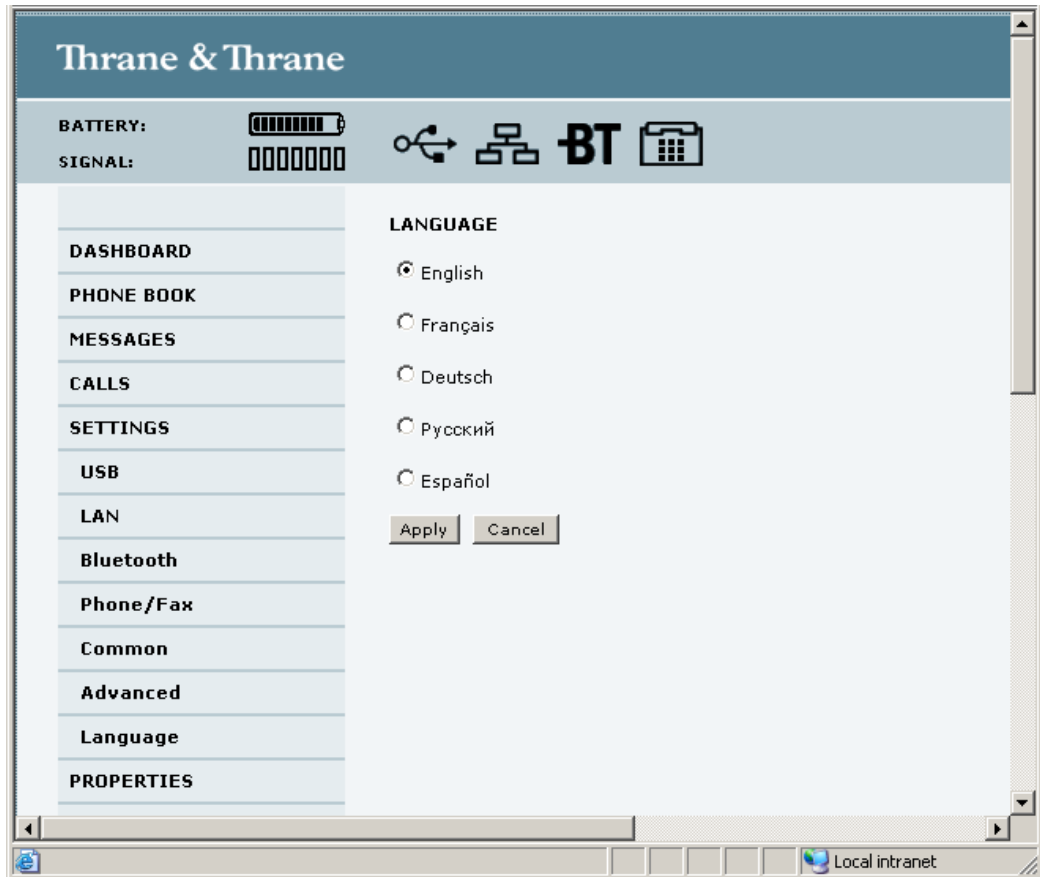 Thrane & Thrane
BATTERY:
SIGNAL:
BT
DASHBOARD
PHONE BOOK
MESSAGES
CALLS
SETTINGS
USB
LAN
Bluetooth
Phone/Fax
Common
Advanced
Language
PROPERTIES
LANGUAGE
English
Français
Deutsch
Русский
Español
Apply Cancel
Local intranet